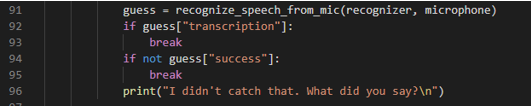 91 guess = recognize_speech_from_mic(recognizer, microphone)
92 if guess["transcription"]:
93 break
94 if not guess["success"]:
95 break
96 print("I didn't catch that. What did you say?\n")